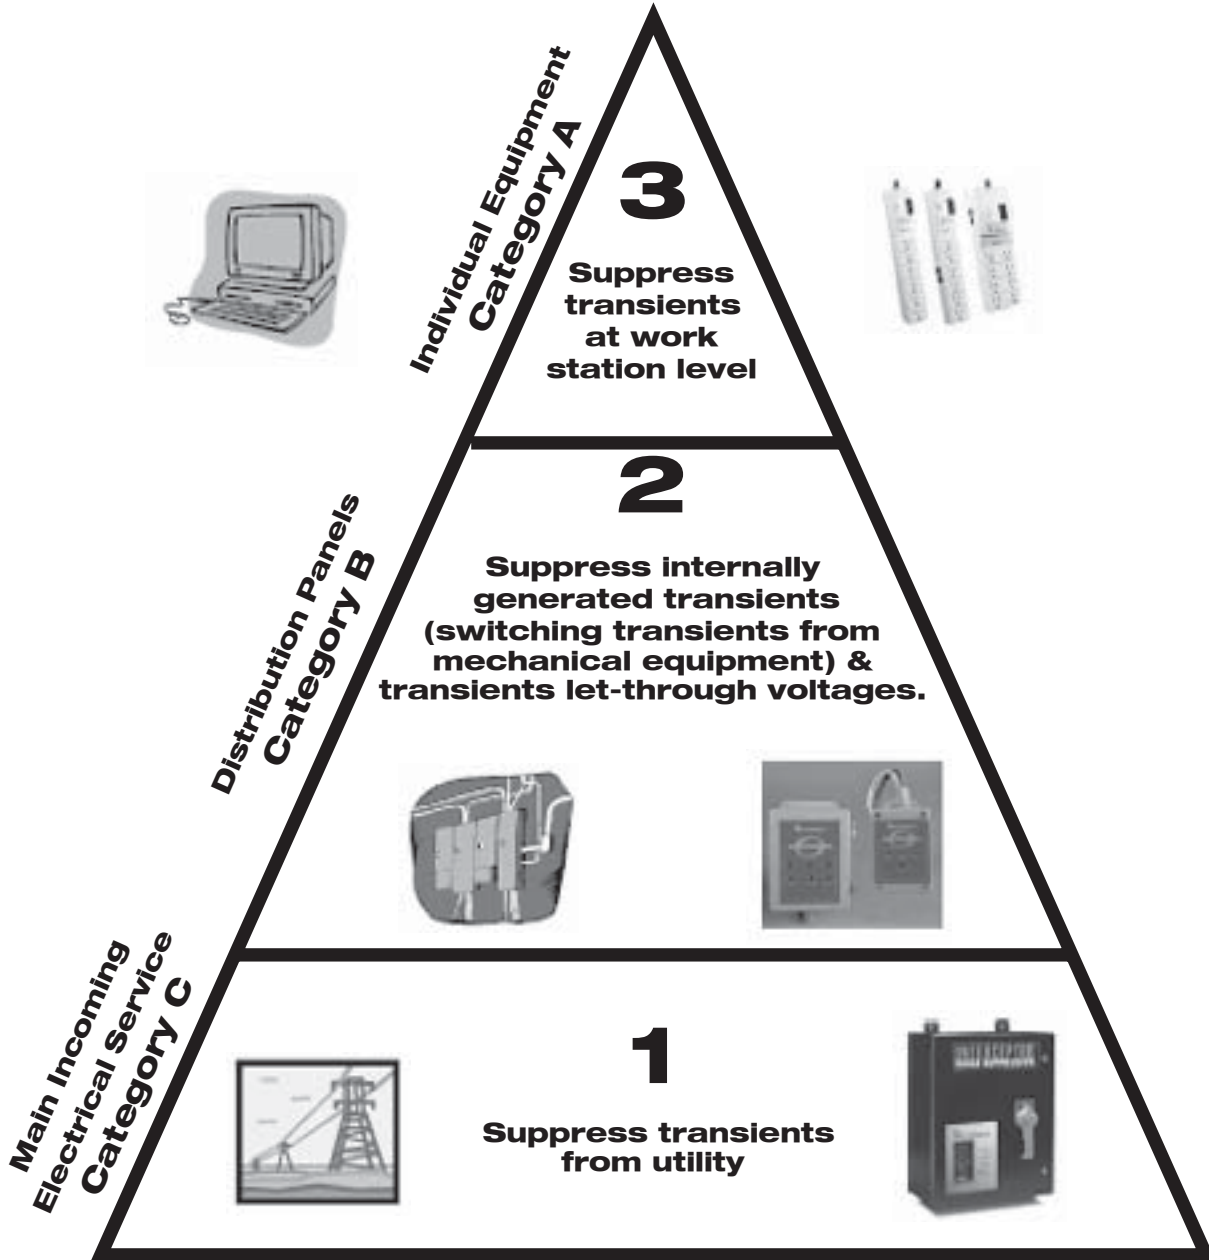 Individual Equipment
Category A
3
Suppress
transients
at work
station level
Distribution Panels
Category B
2
Suppress internally
generated transients
(switching transients from
mechanical equipment) &
transients let-through voltages.
Main Incoming
Electrical Service
Category C
1
Suppress transients
from utility
INTERCEPTOR